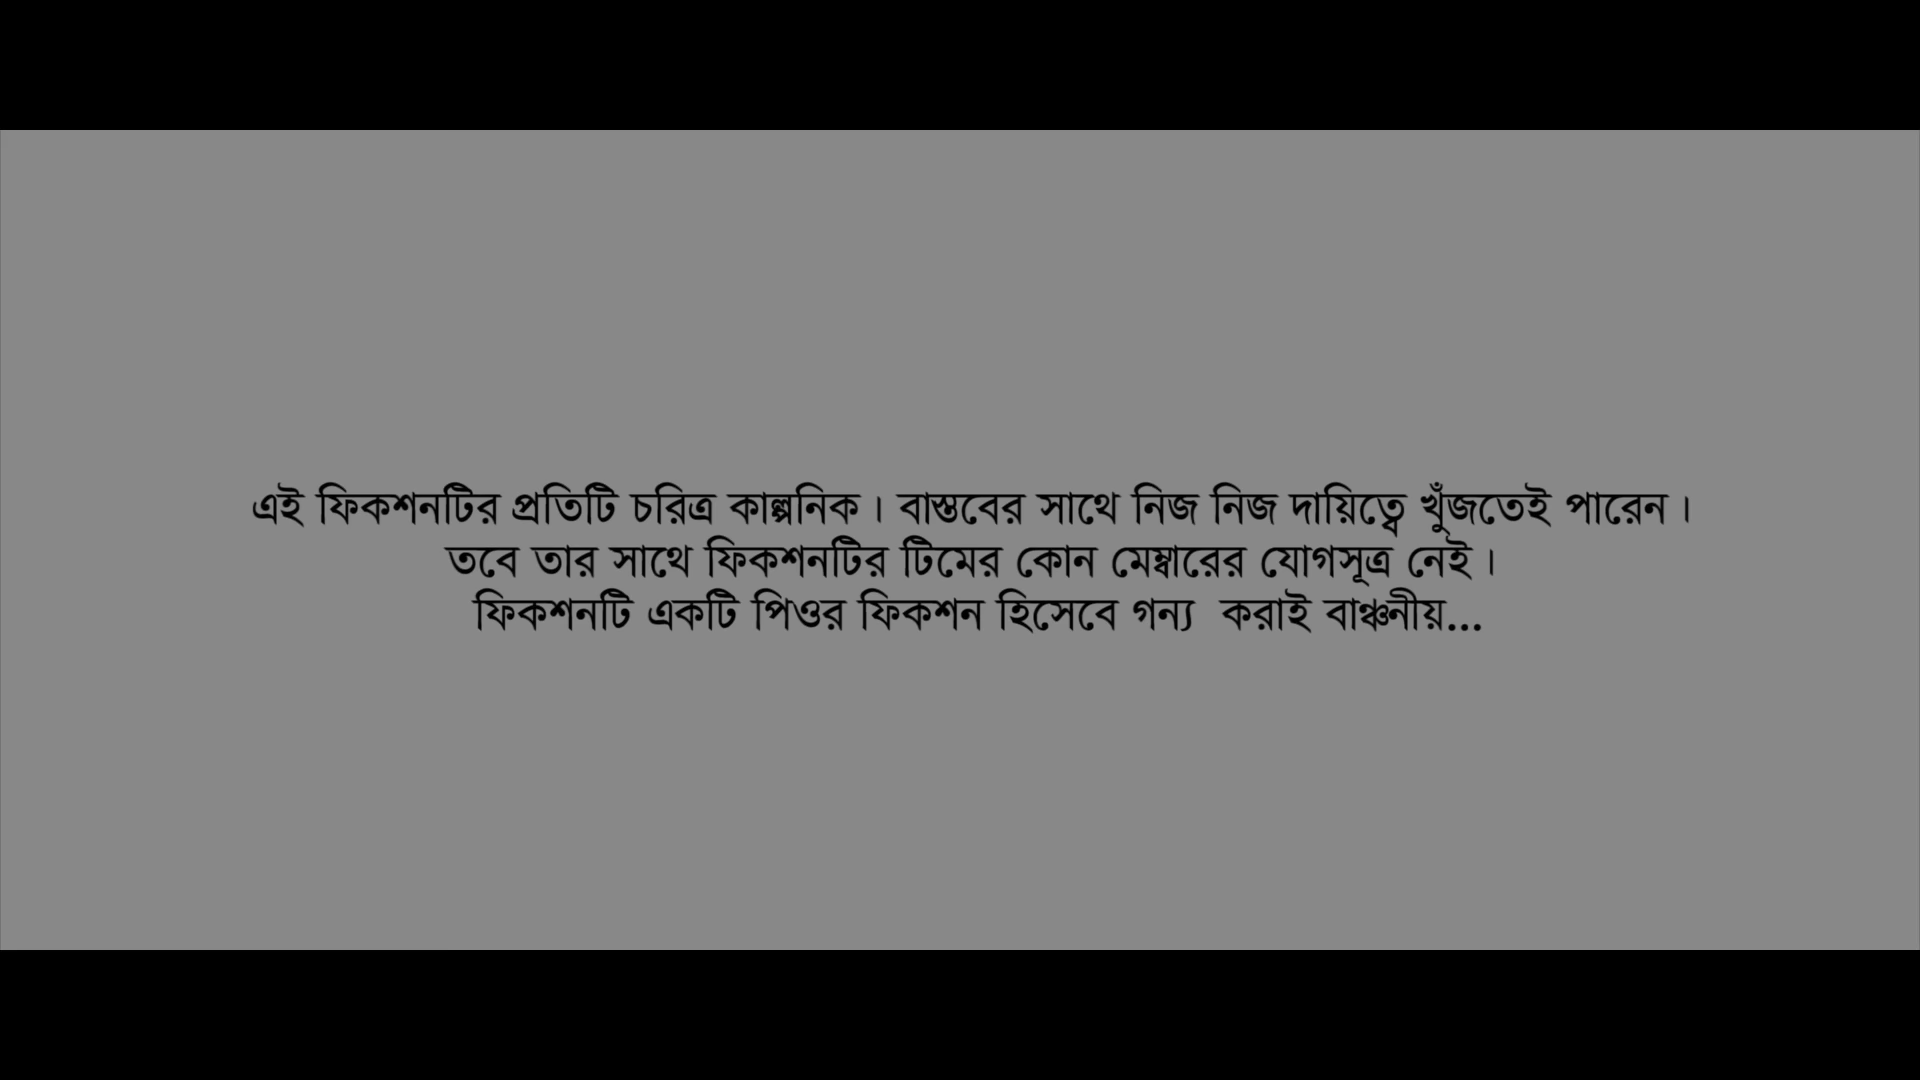 এই ফিকশনটির প্রতিটি চরিত্র কাল্পনিক। বাস্তবের সাথে নিজ নিজ দায়িত্বে খুঁজতেই পারেন।
তবে তার সাথে ফিকশনটির টিমের কোন মেম্বারের যোগসূত্র নেই।
ফিকশনটি একটি পিওর ফিকশন হিসেবে গন্য করাই বাঞ্চনীয়...